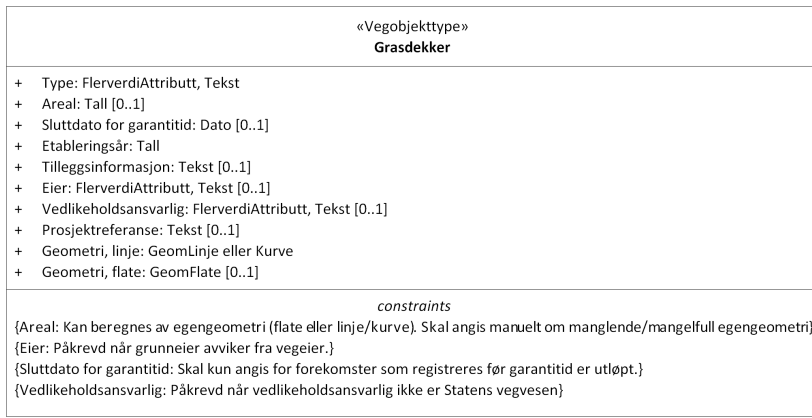 «Vegobjekttype»
Grasdekker
+ Type: FlerverdiAttributt, Tekst
+ Areal: Tall [0..1]
+ Sluttdato for garantitid: Dato [0..1]
+ Etableringsår: Tall
+ Tilleggsinformasjon: Tekst [0..1]
+ Eier: FlerverdiAttributt, Tekst [0..1]
+ Vedlikeholdsansvarlig: FlerverdiAttributt, Tekst [0..1]
+ Prosjektreferanse: Tekst [0..1]
+ Geometri, linje: GeomLinje eller Kurve
+ Geometri, flate: GeomFlate [0..1]
constraints
{Areal: Kan beregnes av egengeometri (flate eller linje/kurve). Skal angis manuelt om manglende/mangelfull egengeometri}
{Eier: Påkrevd når grunneier avviker fra vegeier.}
{Sluttdato for garantitid: Skal kun angis for forekomster som registreres før garantitid er utløpt.}
{Vedlikeholdsansvarlig: Påkrevd når vedlikeholdsansvarlig ikke er Statens vegvesen}